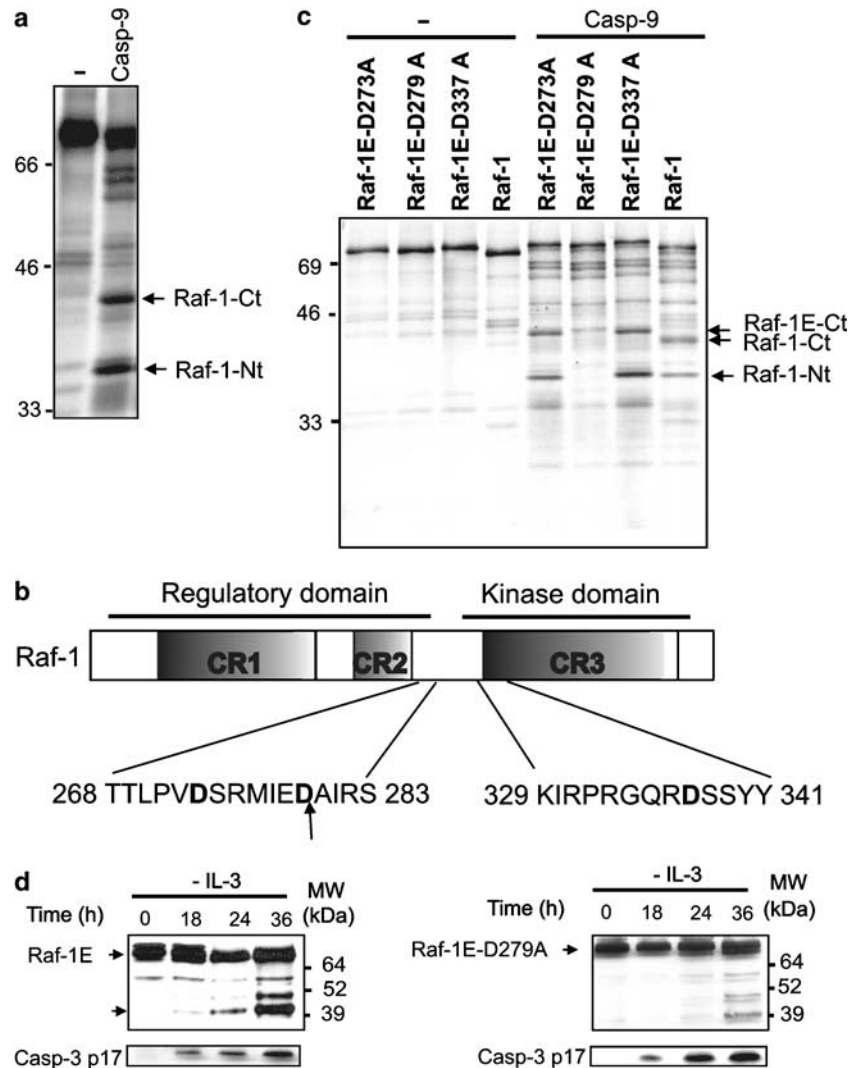 a
–
Casp-9
66
46
33
Raf-1-Ct
Raf-1-Nt
c
–
Casp-9
Raf-1E-D273A
Raf-1E-D279 A
Raf-1E-D337 A
Raf-1
Raf-1E-D273A
Raf-1E-D279 A
Raf-1E-D337 A
Raf-1
69
46
33
Raf-1E-Ct
Raf-1-Ct
Raf-1-Nt
b
Regulatory domain
Kinase domain
Raf-1
CR1
CR2
CR3
268 TTLPVDSRMIEDAIRS 283
329 KIRPRGQRDSSYY 341
d
- IL-3
MW
Time (h)
0
18
24
36
(kDa)
Raf-1E
64
52
39
Casp-3 p17
- IL-3
MW
Time (h)
0
18
24
36
(kDa)
Raf-1E-D279A
64
52
39
Casp-3 p17